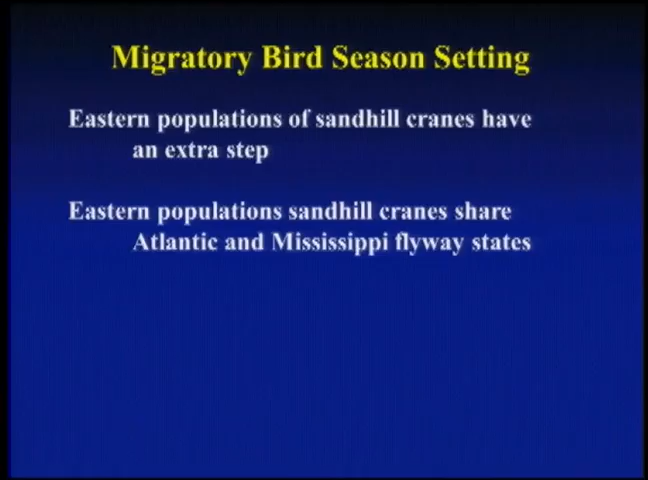 Migratory Bird Season Setting
Eastern populations of sandhill cranes have
an extra step
Eastern populations sandhill cranes share
Atlantic and Mississippi flyway states